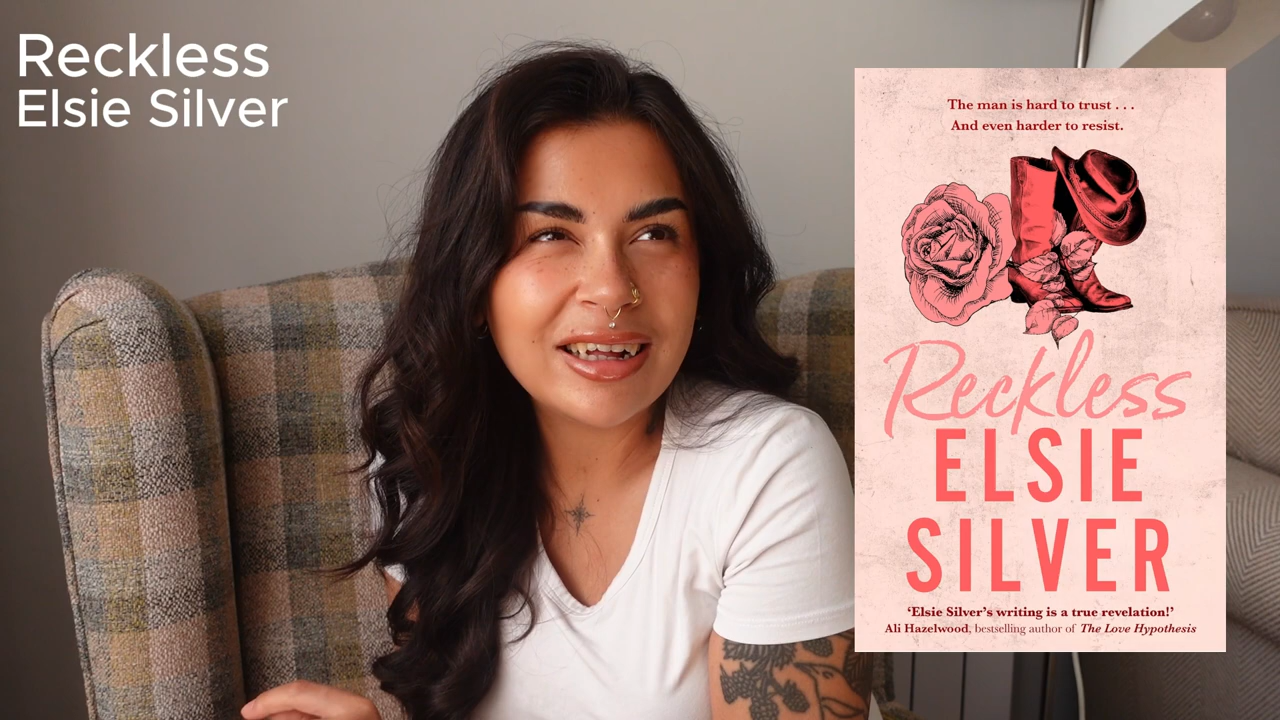 Reckless
Elsie Silver
The man is hard to trust . . .
And even harder to resist.
Reckless
ELSIE
SILVER
‘Elsie Silver’s writing is a true revelation!’
Ali Hazelwood, bestselling author of The Love Hypothesis